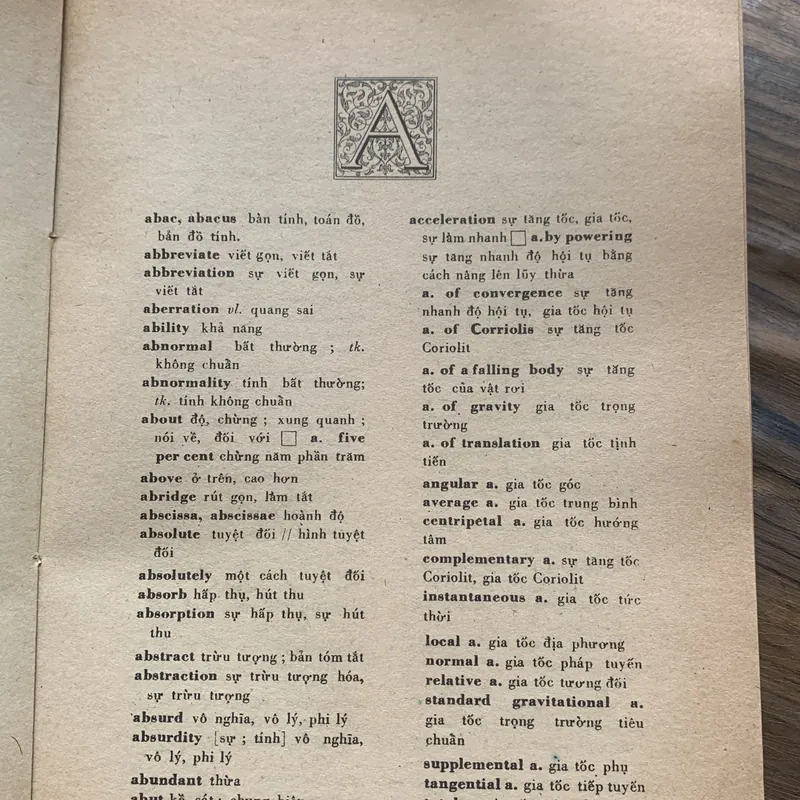 A
abac, abacus bàn tính, toán đồ,
bản đồ tính.
abbreviate viết gọn, viết tắt
abbreviation sự viết gọn, sự
viết tắt
aberration vl. quang sai
ability khả năng
abnormal bất thường ; tk.
không chuẩn
abnormality tính bất thường;
tk. tính không chuẩn
about độ, chừng ; xung quanh ;
nói về, đối với □ a. five
per cent chừng năm phần trăm
above ở trên, cao hơn
abridge rút gọn, làm tắt
abscissa, abscissae hoành độ
absolute tuyệt đối // hình tuyệt
đối
absolutely một cách tuyệt đối
absorb hấp thụ, hút thu
absorption sự hấp thụ, sự hút
thu
abstract trừu tượng ; bản tóm tắt
abstraction sự trừu tượng hóa,
sự trừu tượng
absurd vô nghĩa, vô lý, phi lý
absurdity [sự ; tính] vô nghĩa,
vô lý, phi lý
abundant thừa
acceleration sự tăng tốc, gia tốc,
sự làm nhanh □ a.by powering
sự tăng nhanh độ hội tụ bằng
cách nâng lên lũy thừa
a. of convergence sự tăng
nhanh độ hội tụ, gia tốc hội tụ
a. of Corriolis sự tăng tốc
Coriolit
a. of a falling body sự tăng
tốc của vật rơi
a. of gravity gia tốc trọng
trường
a. of translation gia tốc tịnh
tiến
angular a. gia tốc góc
average a. gia tốc trung bình
centripetal a. gia tốc hướng
tâm
complementary a. sự tăng tốc
Coriolit, gia tốc Coriolit
instantaneous a. gia tốc tức
thời
local a. gia tốc địa phương
normal a. gia tốc pháp tuyến
relative a. gia tốc tương đối
standard gravitational a.
gia tốc trọng trường tiêu
chuẩn
supplemental a. gia tốc phụ
tangential a. gia tốc tiếp tuyến